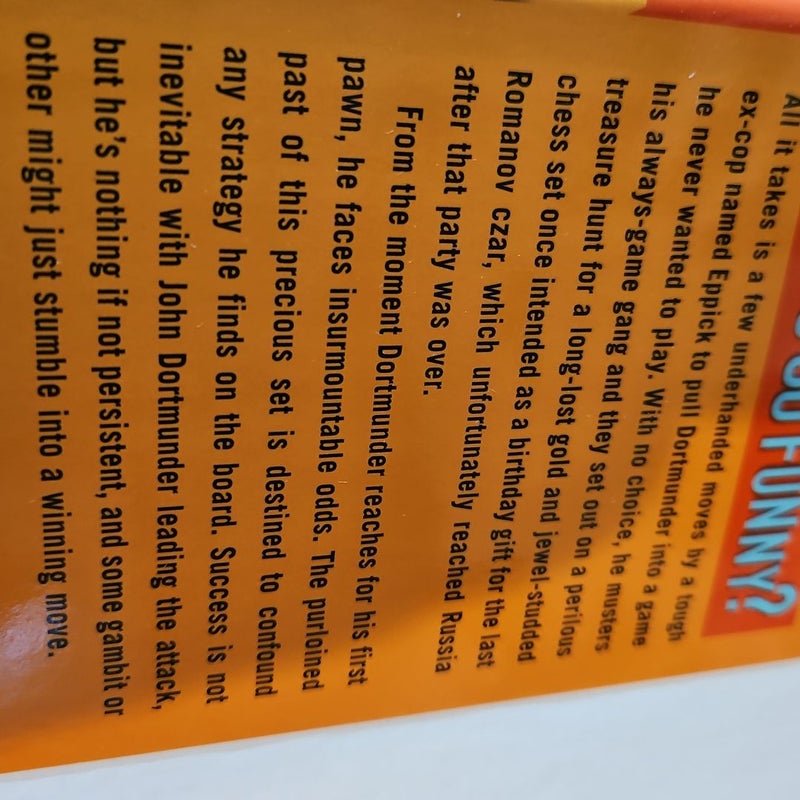 SO FUNNY?
All it takes is a few underhanded moves by a tough
ex-cop named Eppick to pull Dortmunder into a game
he never wanted to play. With no choice, he musters
his always-game gang and they set out on a perilous
treasure hunt for a long-lost gold and jewel-studded
chess set once intended as a birthday gift for the last
Romanov czar, which unfortunately reached Russia
after that party was over.
From the moment Dortmunder reaches for his first
pawn, he faces insurmountable odds. The purloined
past of this precious set is destined to confound
any strategy he finds on the board. Success is not
inevitable with John Dortmunder leading the attack,
but he's nothing if not persistent, and some gambit or
other might just stumble into a winning move.